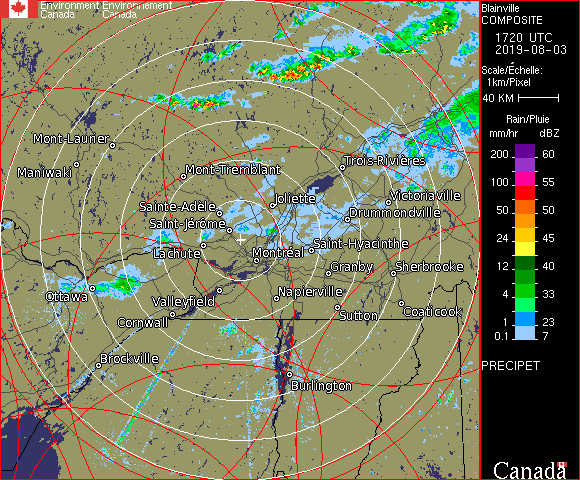 Environment Environnement
Canada Canada
Blainville
COMPOSITE
1720 UTC
2019-08-03
Scale/Échelle:
1km/Pixel
40 KM
Rain/Pluie
mm/hr dBZ
200 60
100 55
50 50
24 45
12 40
4 33
1 23
0.1 7
PRECIPET
Mont-Laurier
Maniwaki
Mont-Tremblant
Trois-Rivières
Joliette
Victoriaville
Sainte-Adèle
Drummondville
Saint-Jérôme
Lachute
Montréal
Saint-Hyacinthe
Granby
Sherbrooke
Ottawa
Valleyfield
Napierville
Cornwall
Sutton
Coaticook
Brockville
Burlington
Canada